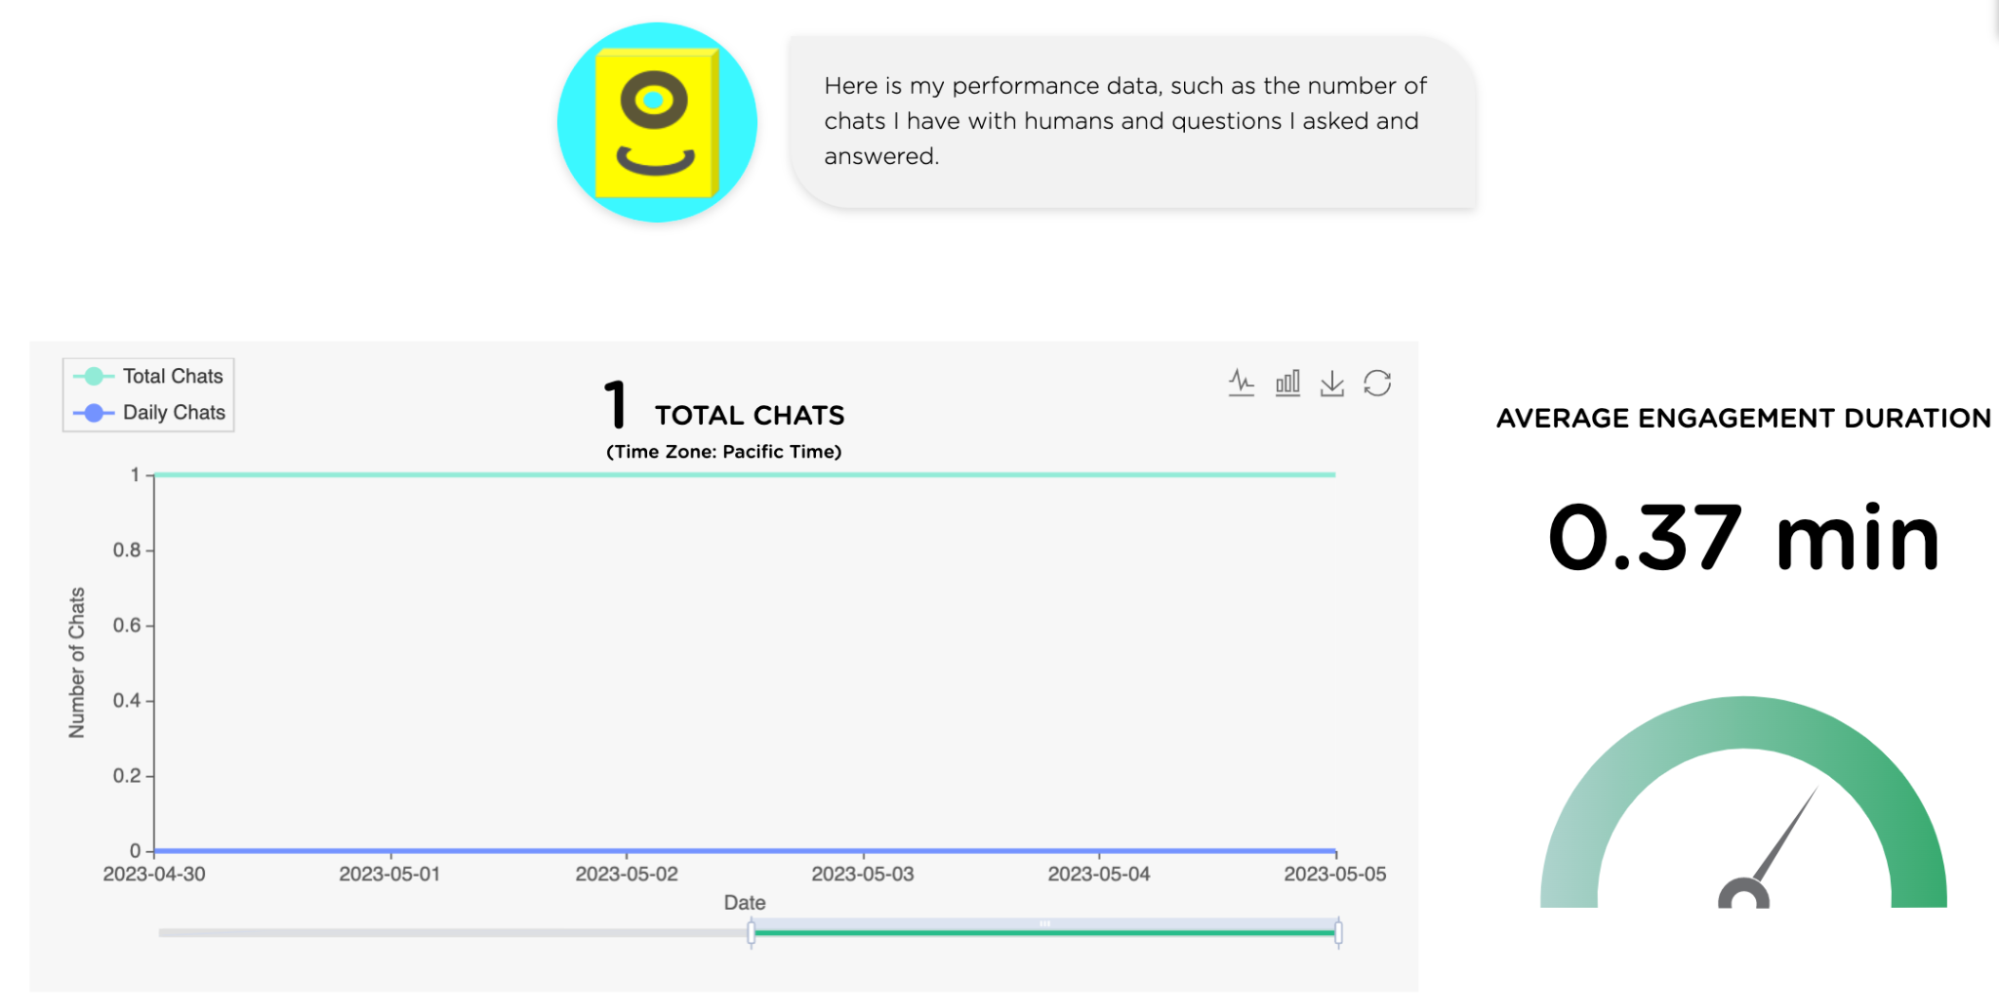 Here is my performance data, such as the number of
chats I have with humans and questions I asked and
answered.
Total Chats
Daily Chats
1 TOTAL CHATS
(Time Zone: Pacific Time)
Number of Chats
1
0.8
0.6
0.4
0.2
0
2023-04-30 2023-05-01 2023-05-02 2023-05-03 2023-05-04 2023-05-05
Date
AVERAGE ENGAGEMENT DURATION
0.37 min